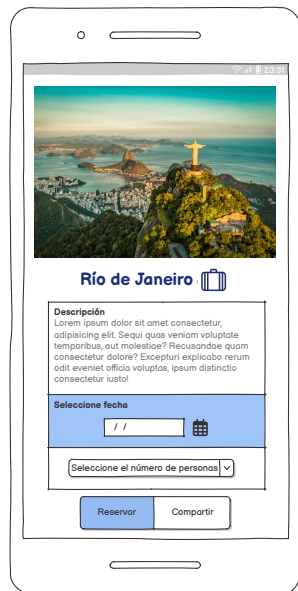 23:31
Río de Janeiro
Descripción
Lorem ipsum dolor sit amet consectetur,
adipisicing elit. Sequi quas veniam voluptate
temporibus, aut molestiae? Recusandae quam
consectetur dolore? Excepturi explicabo rerum
odit eveniet officia voluptas, ipsum distinctio
consectetur iusto!
Seleccione fecha
/ /
Seleccione el número de personas
Reservar Compartir